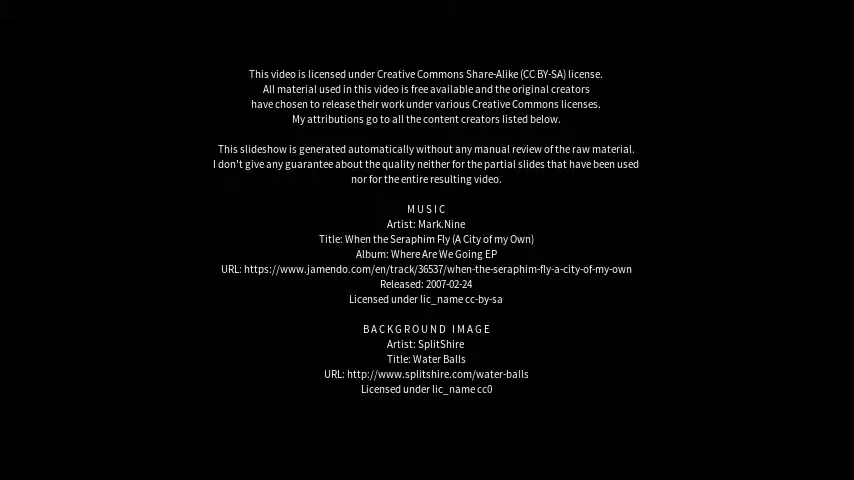 This video is licensed under Creative Commons Share-Alike (CC BY-SA) license.
All material used in this video is free available and the original creators
have chosen to release their work under various Creative Commons licenses.
My attributions go to all the content creators listed below.
This slideshow is generated automatically without any manual review of the raw material.
I don't give any guarantee about the quality neither for the partial slides that have been used
nor for the entire resulting video.
MUSIC
Artist: Mark.Nine
Title: When the Seraphim Fly (A City of my Own)
Album: Where Are We Going EP
URL: https://www.jamendo.com/en/track/36537/when-the-seraphim-fly-a-city-of-my-own
Released: 2007-02-24
Licensed under lic_name cc-by-sa
BACKGROUND IMAGE
Artist: SplitShire
Title: Water Balls
URL: http://www.splitshire.com/water-balls
Licensed under lic_name cc0